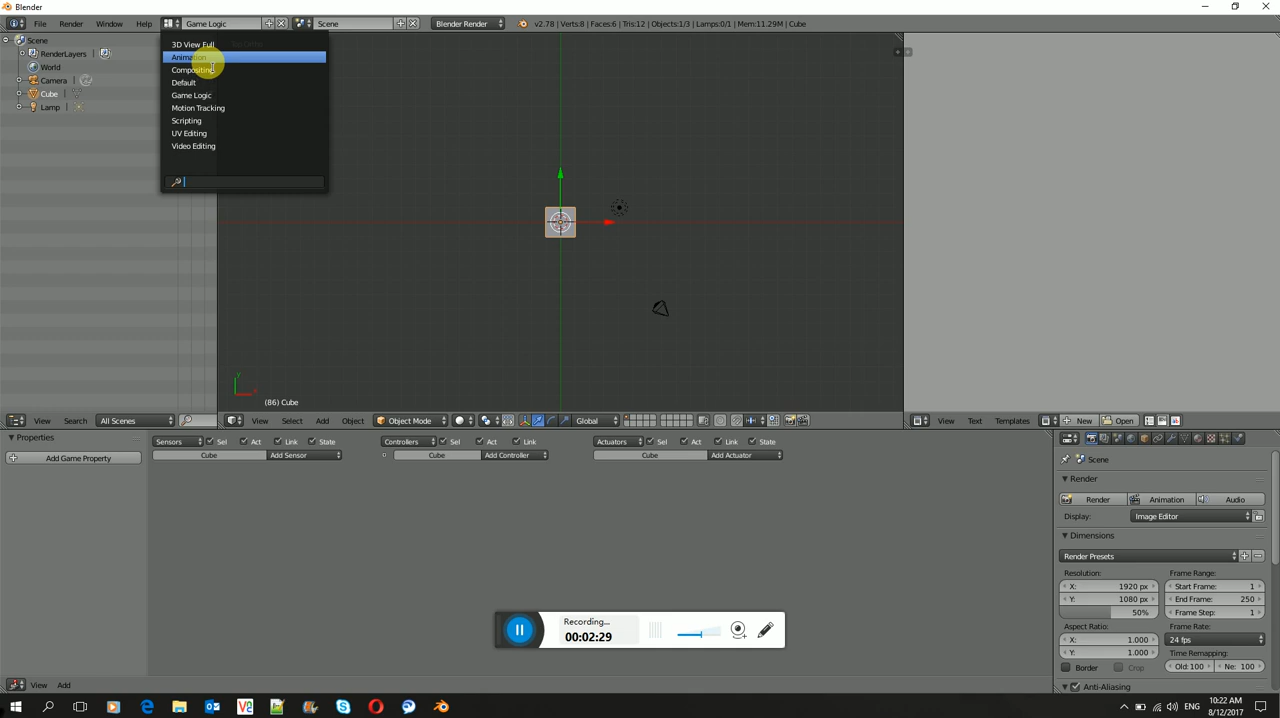 Blender
File Render Window Help Game Logic Scene Blender Render v2.78 | Verts:8 | Faces:6 | Tris:12 | Objects:1/3 | Lamps:0/1 | Mem:11.29M | Cube
Scene
RenderLayers
World
Camera
Cube
Lamp
3D View Full
Animation
Compositing
Default
Game Logic
Motion Tracking
Scripting
UV Editing
Video Editing
(86) Cube
View Search All Scenes
View Select Add Object Object Mode Global
View Text Templates New Open
Properties
Add Game Property
Sensors Sel Act Link State
Cube Add Sensor
Controllers Sel Act Link
Cube Add Controller
Actuators Sel Act Link State
Cube Add Actuator
Scene
Render
Render Animation Audio
Display: Image Editor
Dimensions
Render Presets
Resolution: Frame Range:
X: 1920 px Start Frame: 1
Y: 1080 px End Frame: 250
50% Frame Step: 1
Aspect Ratio: Frame Rate:
X: 1.000 24 fps
Y: 1.000 Time Remapping:
Border Crop Old: 100 Ne: 100
Anti-Aliasing
Recording...
00:02:29
View Add
ENG
10:22 AM
8/12/2017